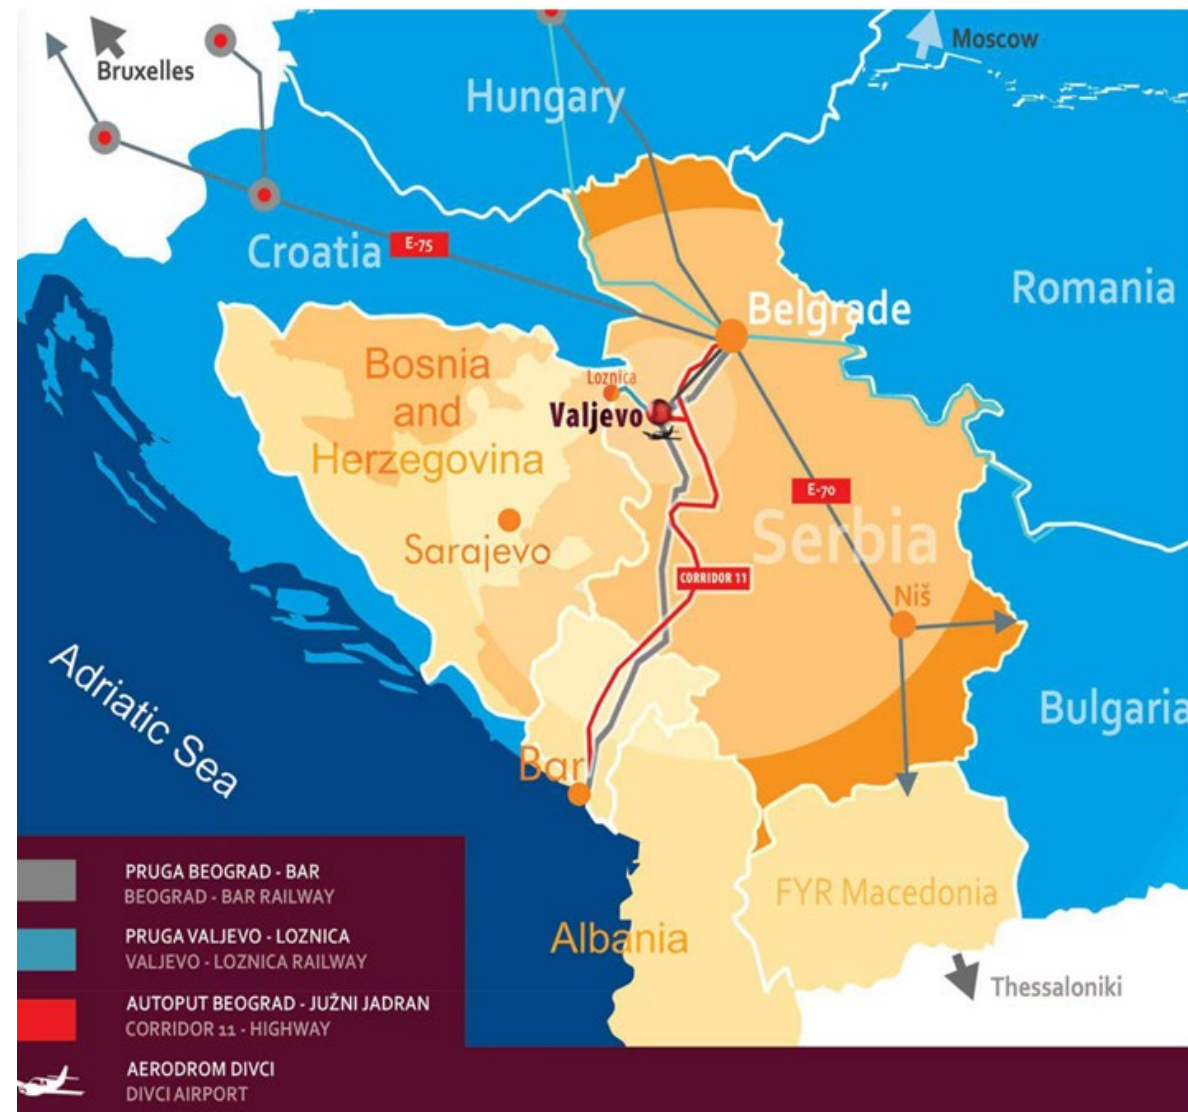 Moscow
Bruxelles
Hungary
Croatia
E-75
Romania
Belgrade
Bosnia
and
Herzegovina
Loznica
Valjevo
E-70
Serbia
Sarajevo
CORRIDOR 11
Niš
Adriatic Sea
Bulgaria
Bar
FYR Macedonia
Albania
Thessaloniki
PRUGA BEOGRAD - BAR
BEOGRAD - BAR RAILWAY
PRUGA VALJEVO - LOZNICA
VALJEVO - LOZNICA RAILWAY
AUTOPUT BEOGRAD - JUŽNI JADRAN
CORRIDOR 11 - HIGHWAY
AERODROM DIVCI
DIVCI AIRPORT